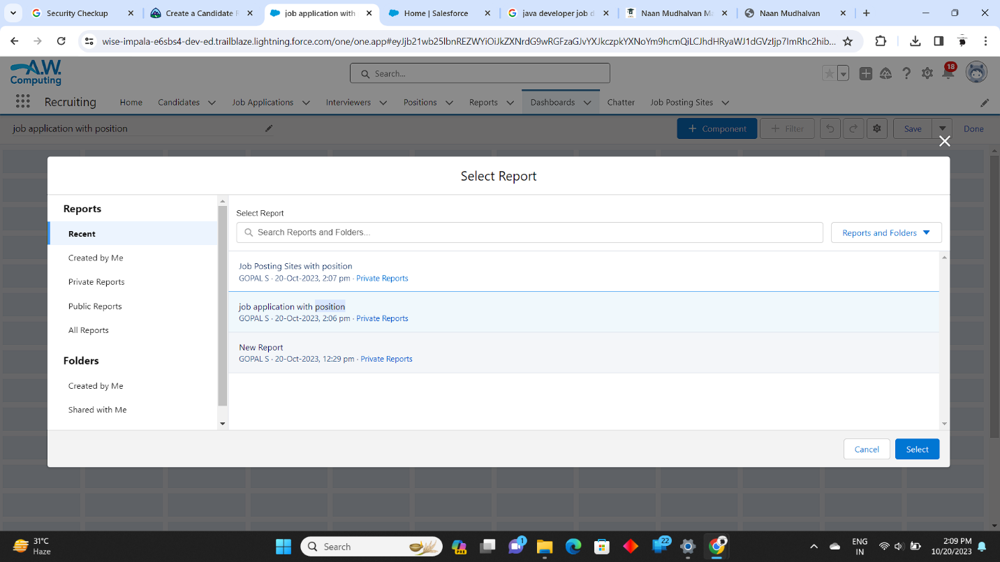 Security Checkup
Create a Candidate R
job application with
Home | Salesforce
java developer job d
Naan Mudhalvan Ma
Naan Mudhalvan
wise-impala-e6sbs4-dev-ed.trailblaze.lightning.force.com/one/one.app#
A.W.
Computing
Search...
18
Recruiting
Home
Candidates
Job Applications
Interviewers
Positions
Reports
Dashboards
Chatter
Job Posting Sites
job application with position
+ Component
+ Filter
Save
Done
Select Report
Reports
Recent
Created by Me
Private Reports
Public Reports
All Reports
Folders
Created by Me
Shared with Me
Select Report
Search Reports and Folders...
Reports and Folders
Job Posting Sites with position
GOPAL S · 20-Oct-2023, 2:07 pm · Private Reports
job application with position
GOPAL S · 20-Oct-2023, 2:06 pm · Private Reports
New Report
GOPAL S · 20-Oct-2023, 12:29 pm · Private Reports
Cancel
Select
31°C
Haze
Search
PRE
1
22
ENG
IN
2:09 PM
10/20/2023